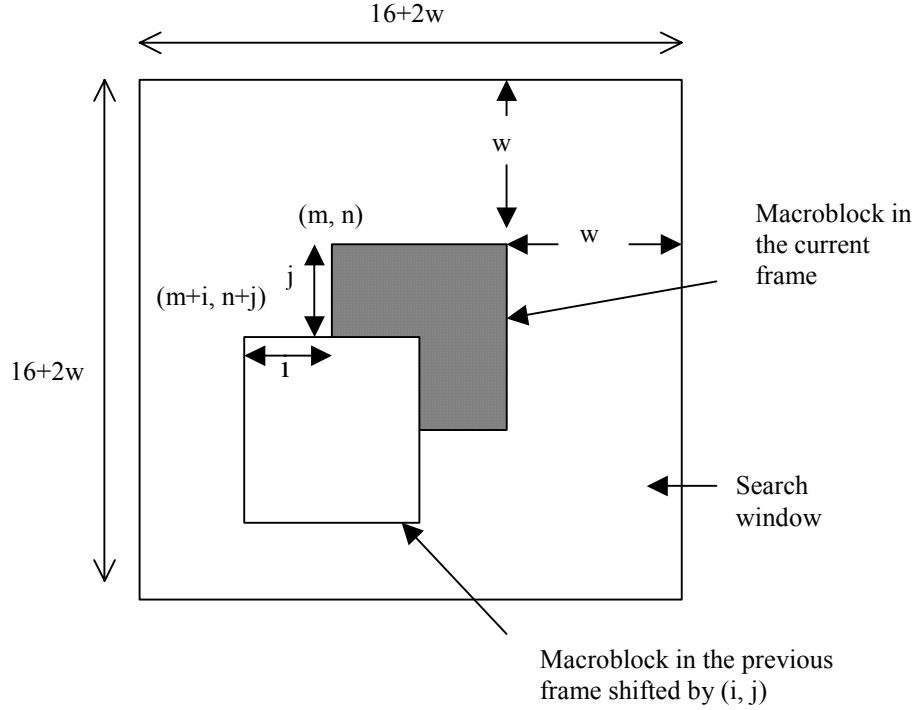 16+2w
w
(m, n)
Macroblock in
the current
frame
w
j
(m+i, n+j)
i
16+2w
Search
window
Macroblock in the previous
frame shifted by (i, j)